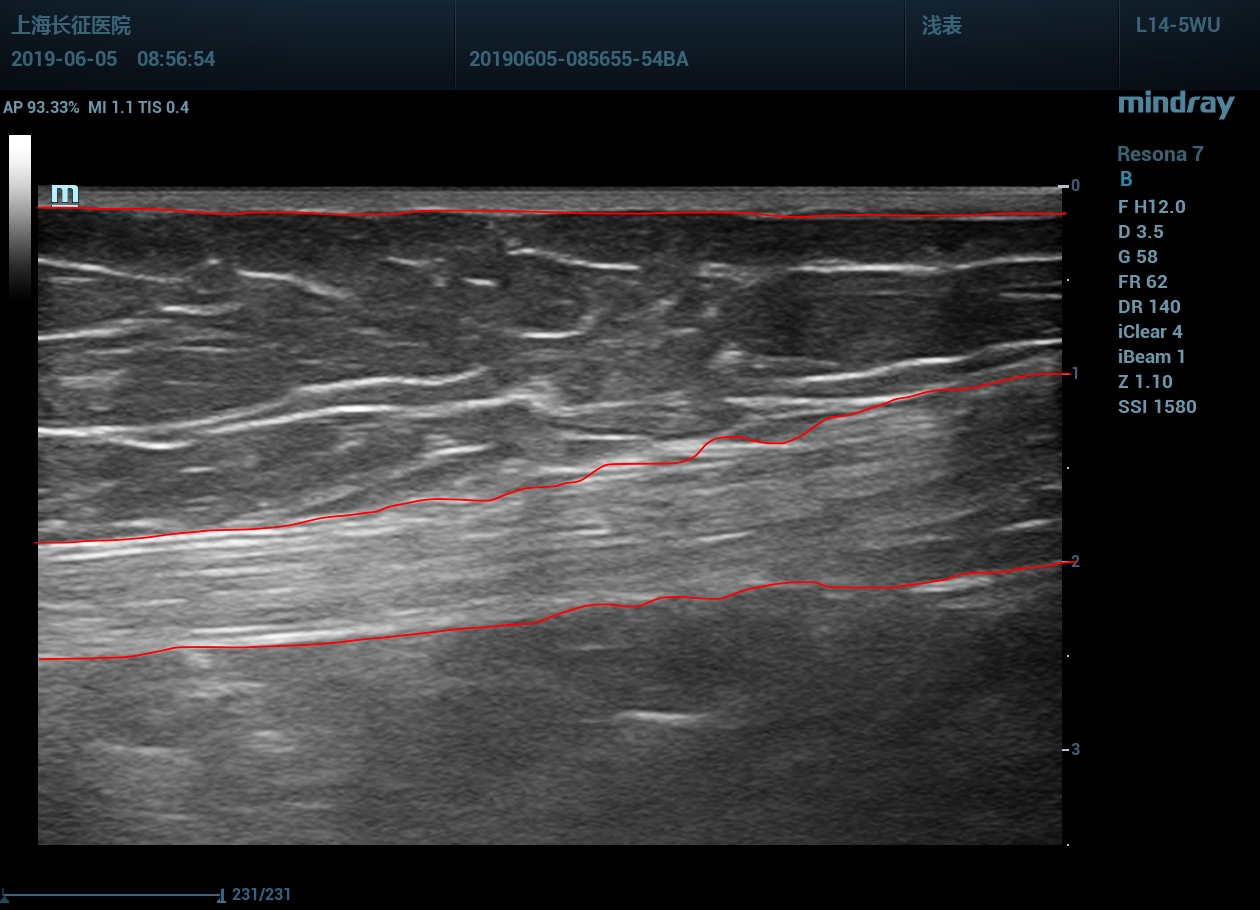 上海长征医院
2019-06-05 08:56:54
20190605-085655-54BA
浅表
L14-5WU
AP 93.33% MI 1.1 TIS 0.4
mindray
Resona 7
B
F H12.0
D 3.5
G 58
FR 62
DR 140
iClear 4
iBeam 1
Z 1.10
SSI 1580
m
0
1
2
3
231/231